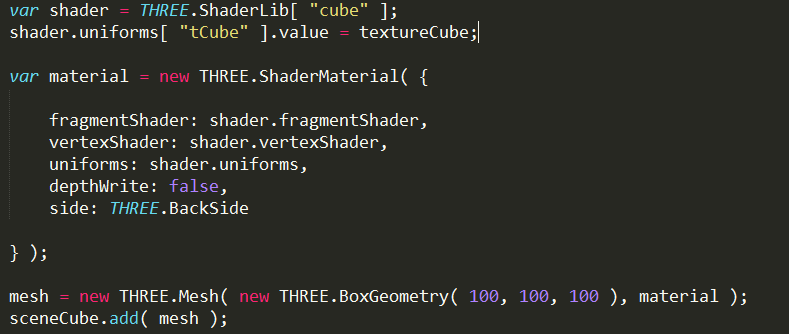 var shader = THREE.ShaderLib[ "cube" ];
shader.uniforms[ "tCube" ].value = textureCube;
var material = new THREE.ShaderMaterial( {
fragmentShader: shader.fragmentShader,
vertexShader: shader.vertexShader,
uniforms: shader.uniforms,
depthWrite: false,
side: THREE.BackSide
} );
mesh = new THREE.Mesh( new THREE.BoxGeometry( 100, 100, 100 ), material );
sceneCube.add( mesh );